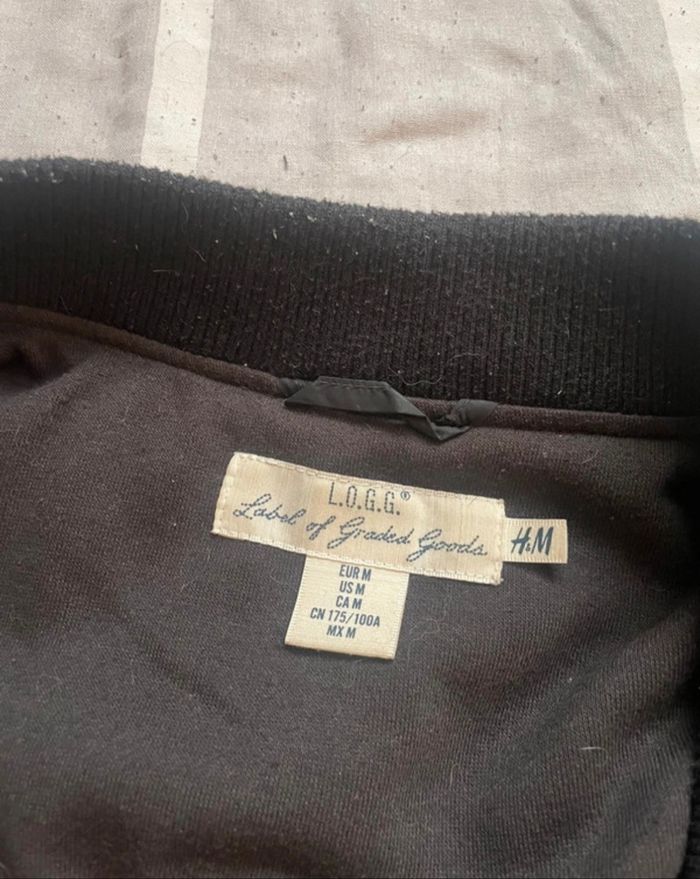 L.O.G.G.®
Label of Graded Goods
H&M
EUR M
US M
CA M
CN 175/100A
MX M